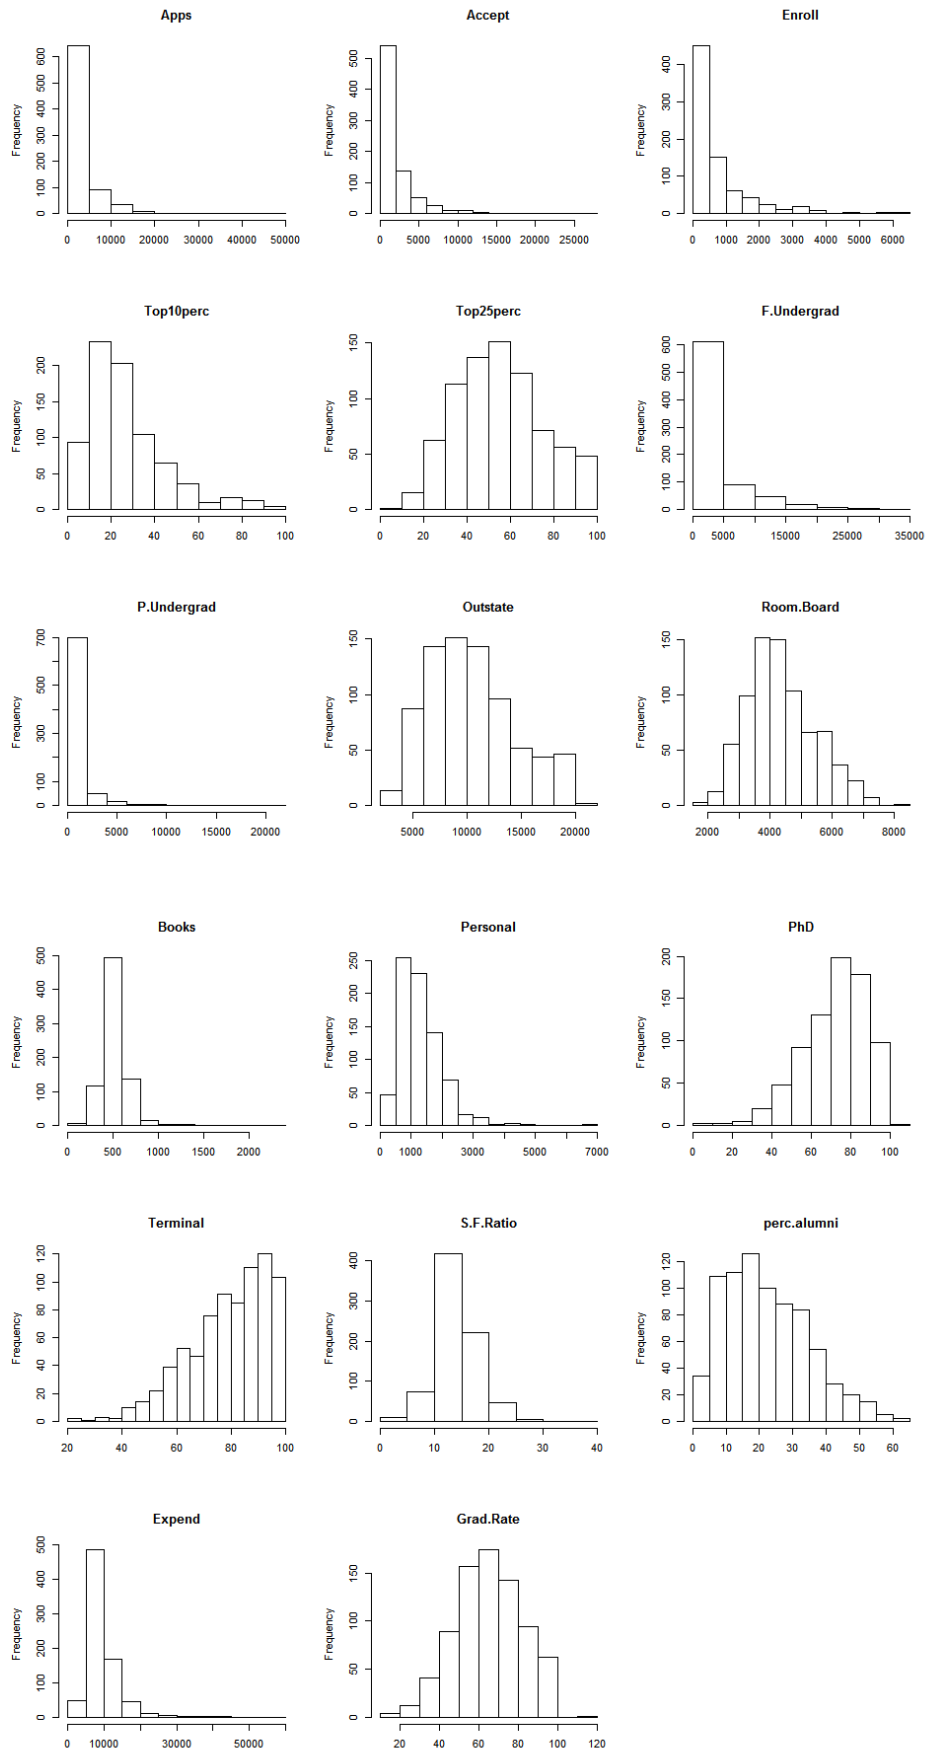 Apps
Accept
Enroll
Frequency
0 100 200 300 400 500 600
0 10000 20000 30000 40000 50000
Frequency
0 100 200 300 400 500
0 5000 10000 15000 20000 25000
Frequency
0 100 200 300 400
0 1000 2000 3000 4000 5000 6000
Top10perc
Top25perc
F.Undergrad
Frequency
0 50 100 150 200
0 20 40 60 80 100
Frequency
0 50 100 150
0 20 40 60 80 100
Frequency
0 100 200 300 400 500 600
0 5000 15000 25000 35000
P.Undergrad
Outstate
Room.Board
Frequency
0 100 300 500 700
0 5000 10000 15000 20000
Frequency
0 50 100 150
5000 10000 15000 20000
Frequency
0 50 100 150
2000 4000 6000 8000
Books
Personal
PhD
Frequency
0 100 200 300 400 500
0 500 1000 1500 2000
Frequency
0 50 100 150 200 250
0 1000 3000 5000 7000
Frequency
0 50 100 150 200
0 20 40 60 80 100
Terminal
S.F.Ratio
perc.alumni
Frequency
0 20 40 60 80 100 120
20 40 60 80 100
Frequency
0 100 200 300 400
0 10 20 30 40
Frequency
0 20 40 60 80 100 120
0 10 20 30 40 50 60
Expend
Grad.Rate
Frequency
0 100 200 300 400 500
0 10000 30000 50000
Frequency
0 50 100 150
20 40 60 80 100 120